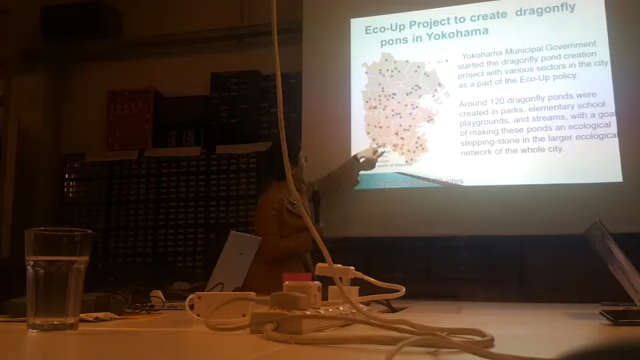 Eco-Up Project to create dragonfly
pons in Yokohama
Yokohama Municipal Government
started the dragonfly pond creation
project with various sectors in the city
as a part of the Eco-Up policy.
Around 120 dragonfly ponds were
created in parks, elementary school
playgrounds, and streams, with a goal
of making these ponds an ecological
stepping-stone in the larger ecological
network of the whole city.